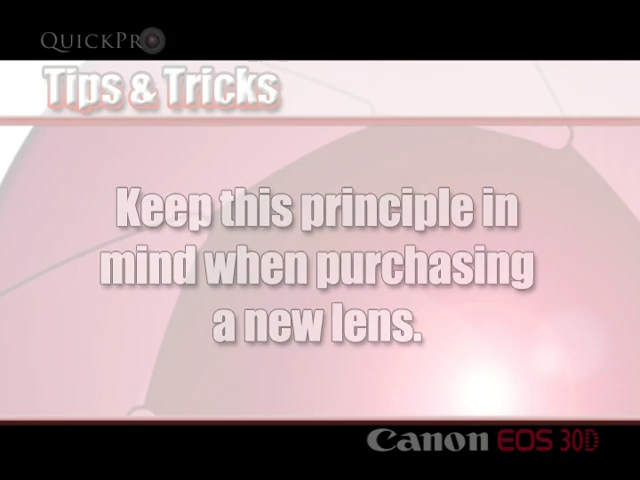 QuickPro
Tips & Tricks
Keep this principle in
mind when purchasing
a new lens.
Canon EOS 30D